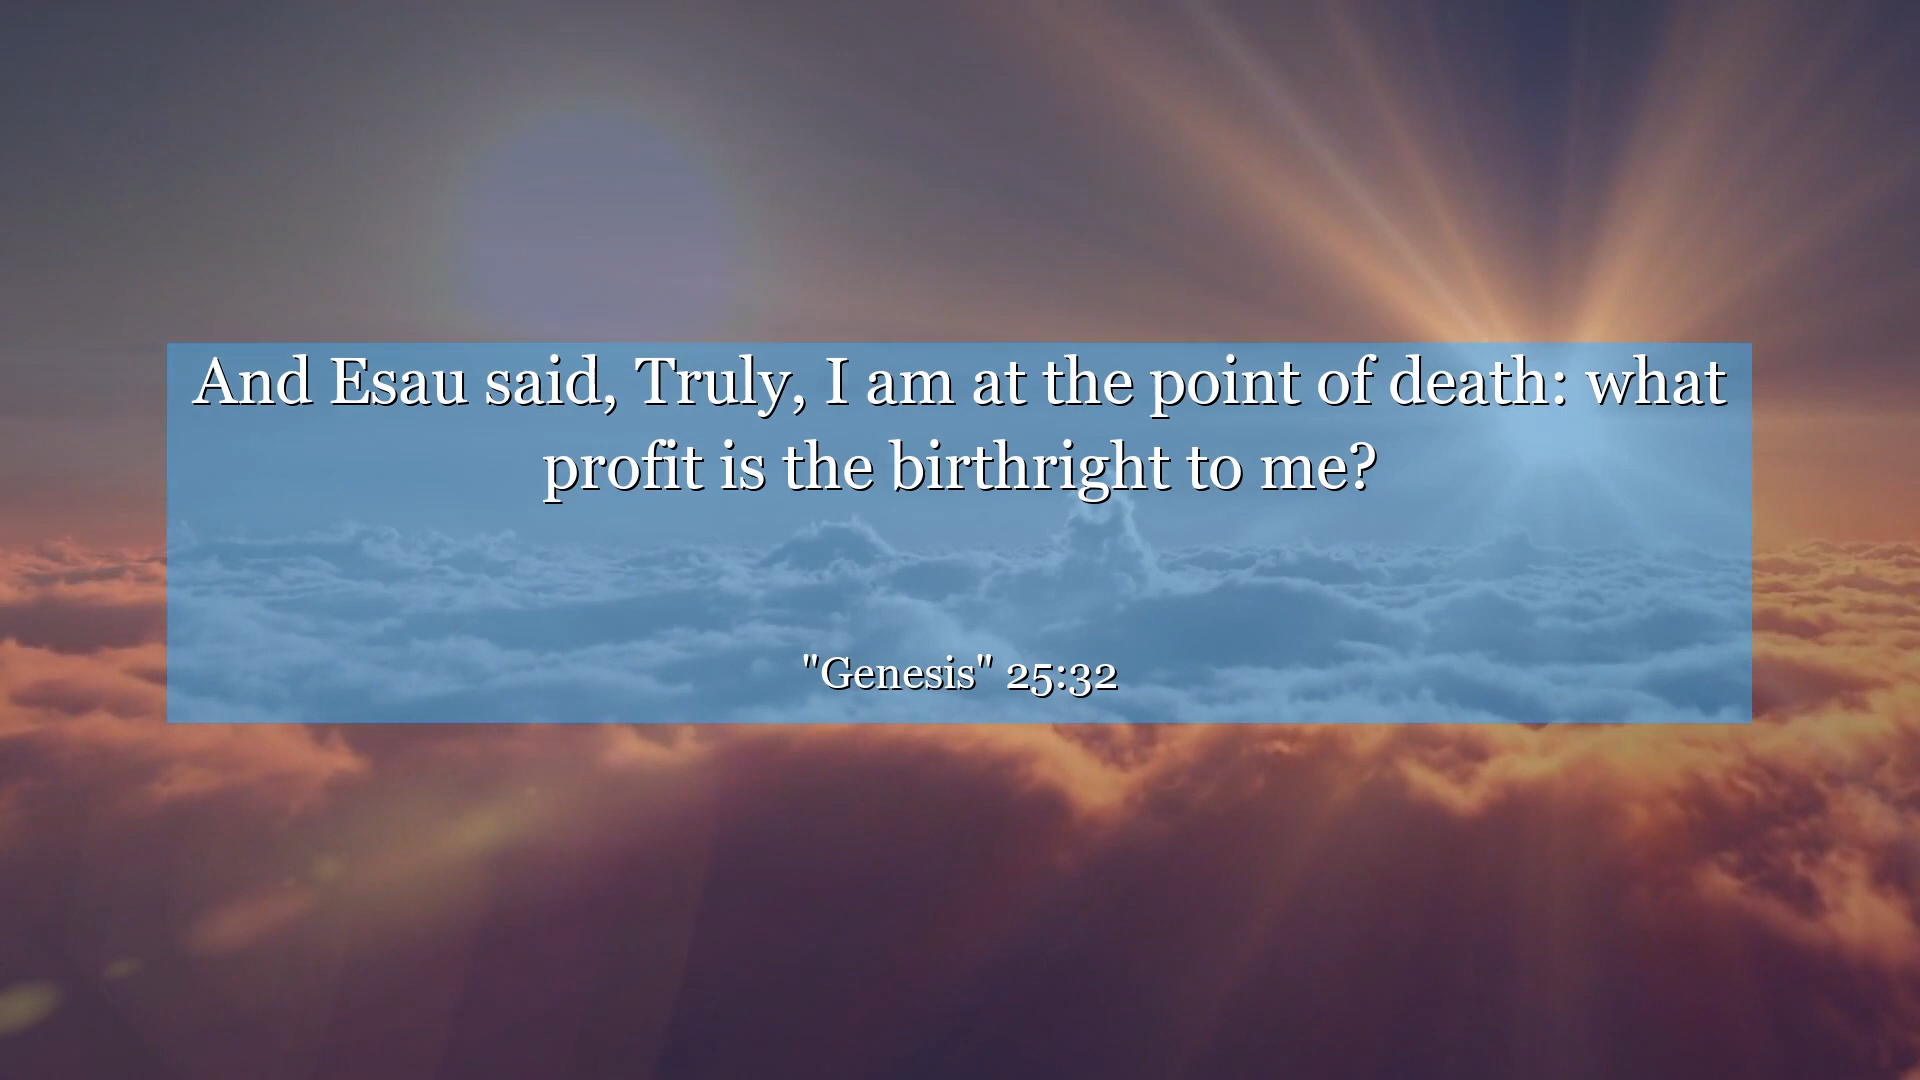 And Esau said, Truly, I am at the point of death: what
profit is the birthright to me?
"Genesis" 25:32